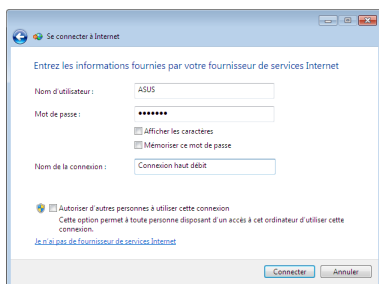 Se connecter à Internet
Entrez les informations fournies par votre fournisseur de services Internet
Nom d'utilisateur :
ASUS
Mot de passe :
•••••••
Afficher les caractères
Mémoriser ce mot de passe
Nom de la connexion :
Connexion haut débit
Autoriser d'autres personnes à utiliser cette connexion
Cette option permet à toute personne disposant d'un accès à cet ordinateur d'utiliser cette
connexion.
Je n'ai pas de fournisseur de services Internet
Connecter
Annuler